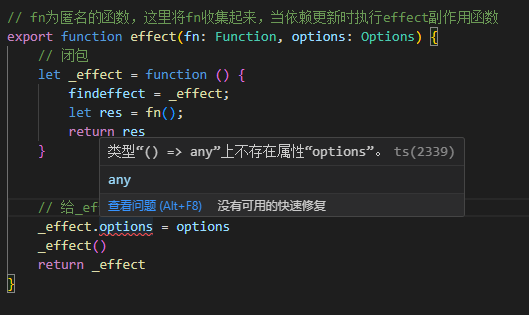 // fn为匿名的函数，这里将fn收集起来，当依赖更新时执行effect副作用函数
export function effect(fn: Function, options: Options) {
// 闭包
let _effect = function () {
findeffect = _effect;
let res = fn();
return res
}
类型“() => any”上不存在属性“options”。 ts(2339)
any
查看问题 (Alt+F8) 没有可用的快速修复
// 给_ef
_effect.options = options
_effect()
return _effect
}